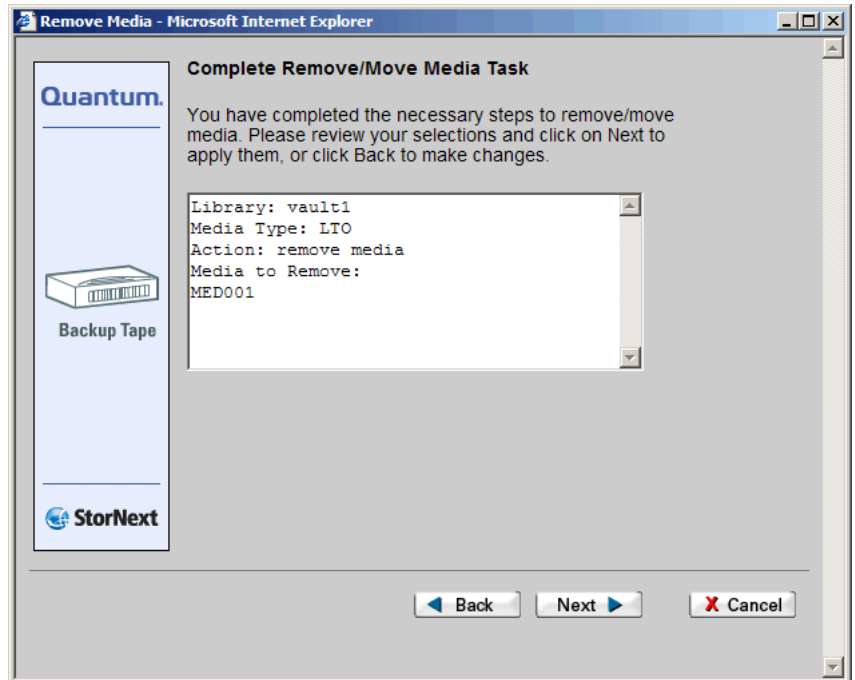 Remove Media - Microsoft Internet Explorer
Quantum.
Complete Remove/Move Media Task
You have completed the necessary steps to remove/move
media. Please review your selections and click on Next to
apply them, or click Back to make changes.
Library: vault1
Media Type: LTO
Action: remove media
Media to Remove:
MED001
Backup Tape
StorNext
Back
Next
X Cancel